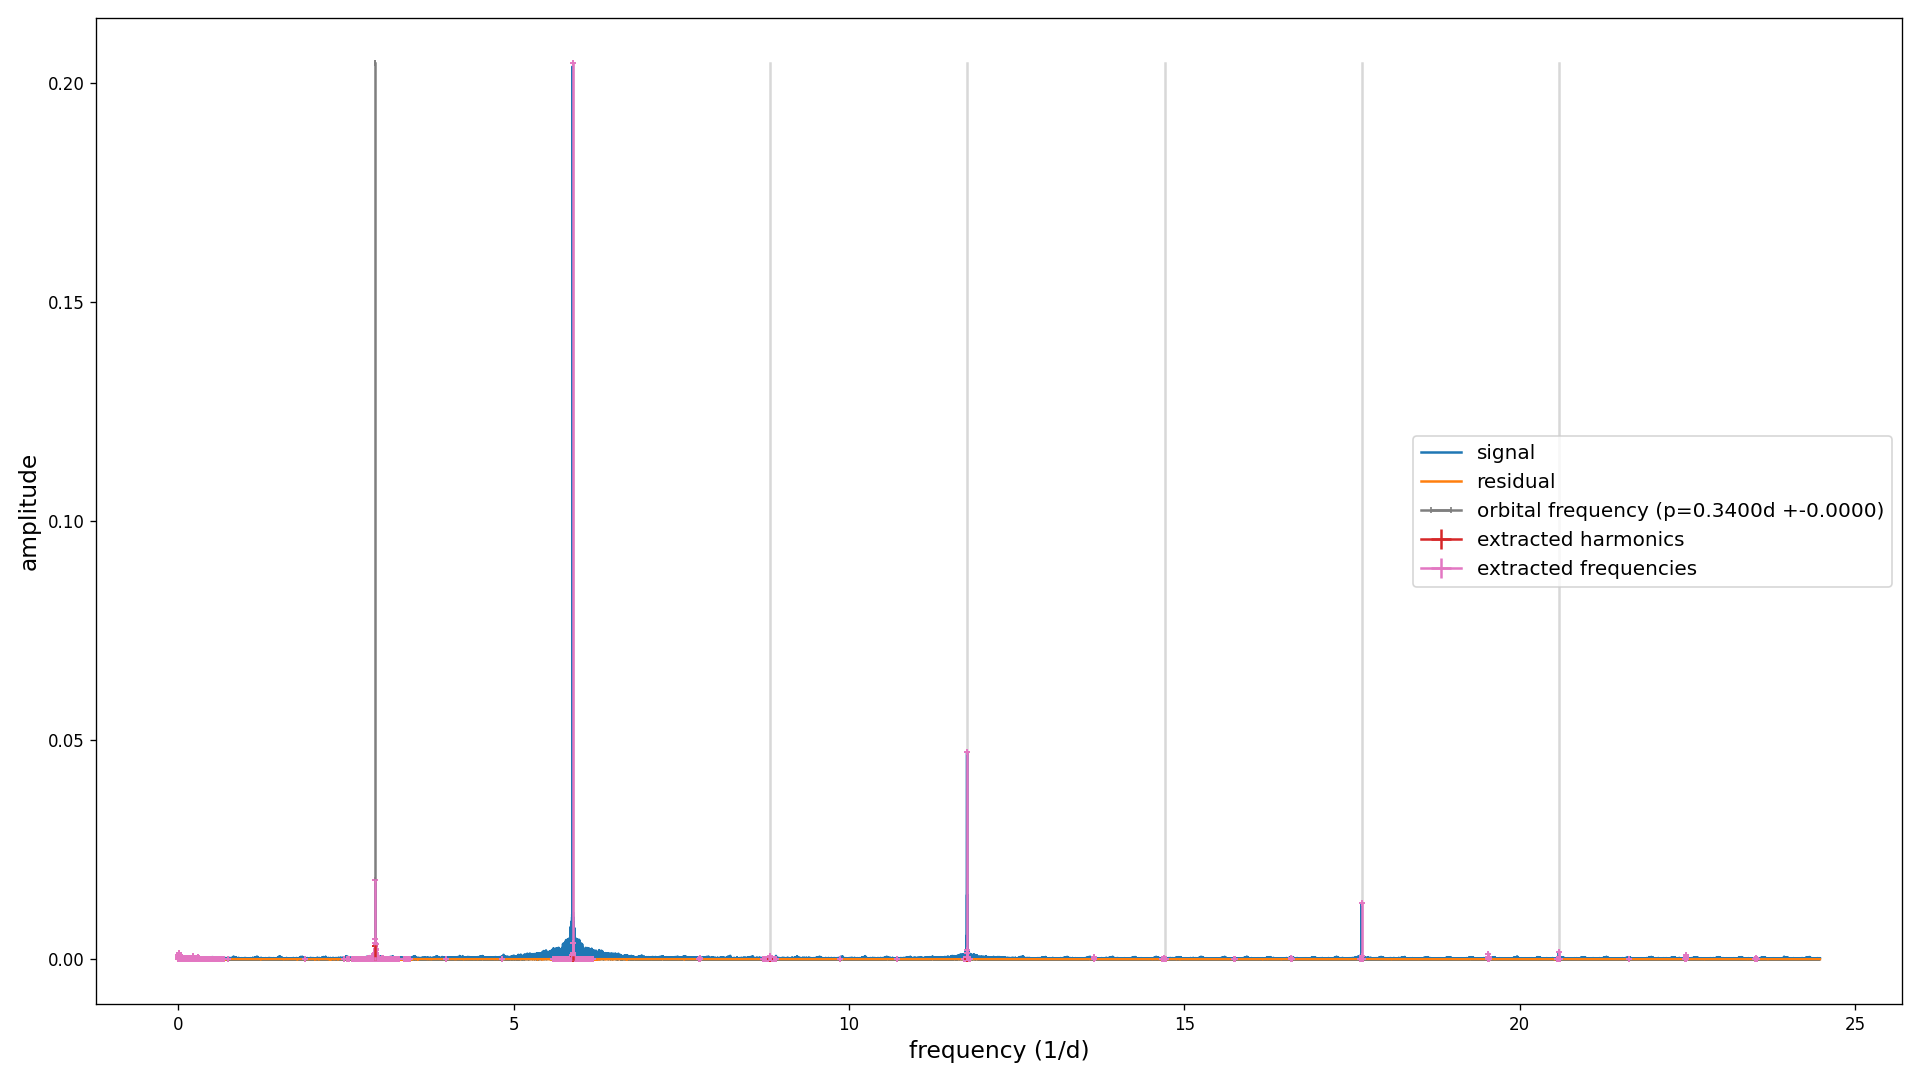 0.20
0.15
0.10
0.05
0.00
amplitude
0
5
10
15
20
25
frequency (1/d)
signal
residual
orbital frequency (p=0.3400d +-0.0000)
extracted harmonics
extracted frequencies